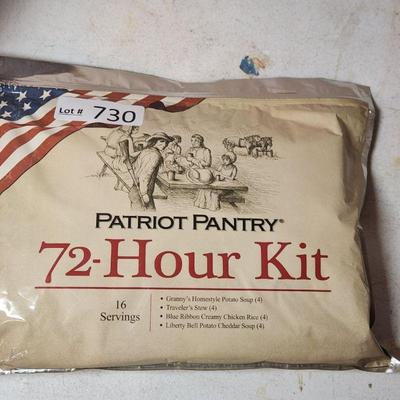 Lot # 730
PATRIOT PANTRY®
72-Hour Kit
16
Servings
• Granny's Homestyle Potato Soup (4)
• Traveler's Stew (4)
• Blue Ribbon Creamy Chicken Rice (4)
• Liberty Bell Potato Cheddar Soup (4)